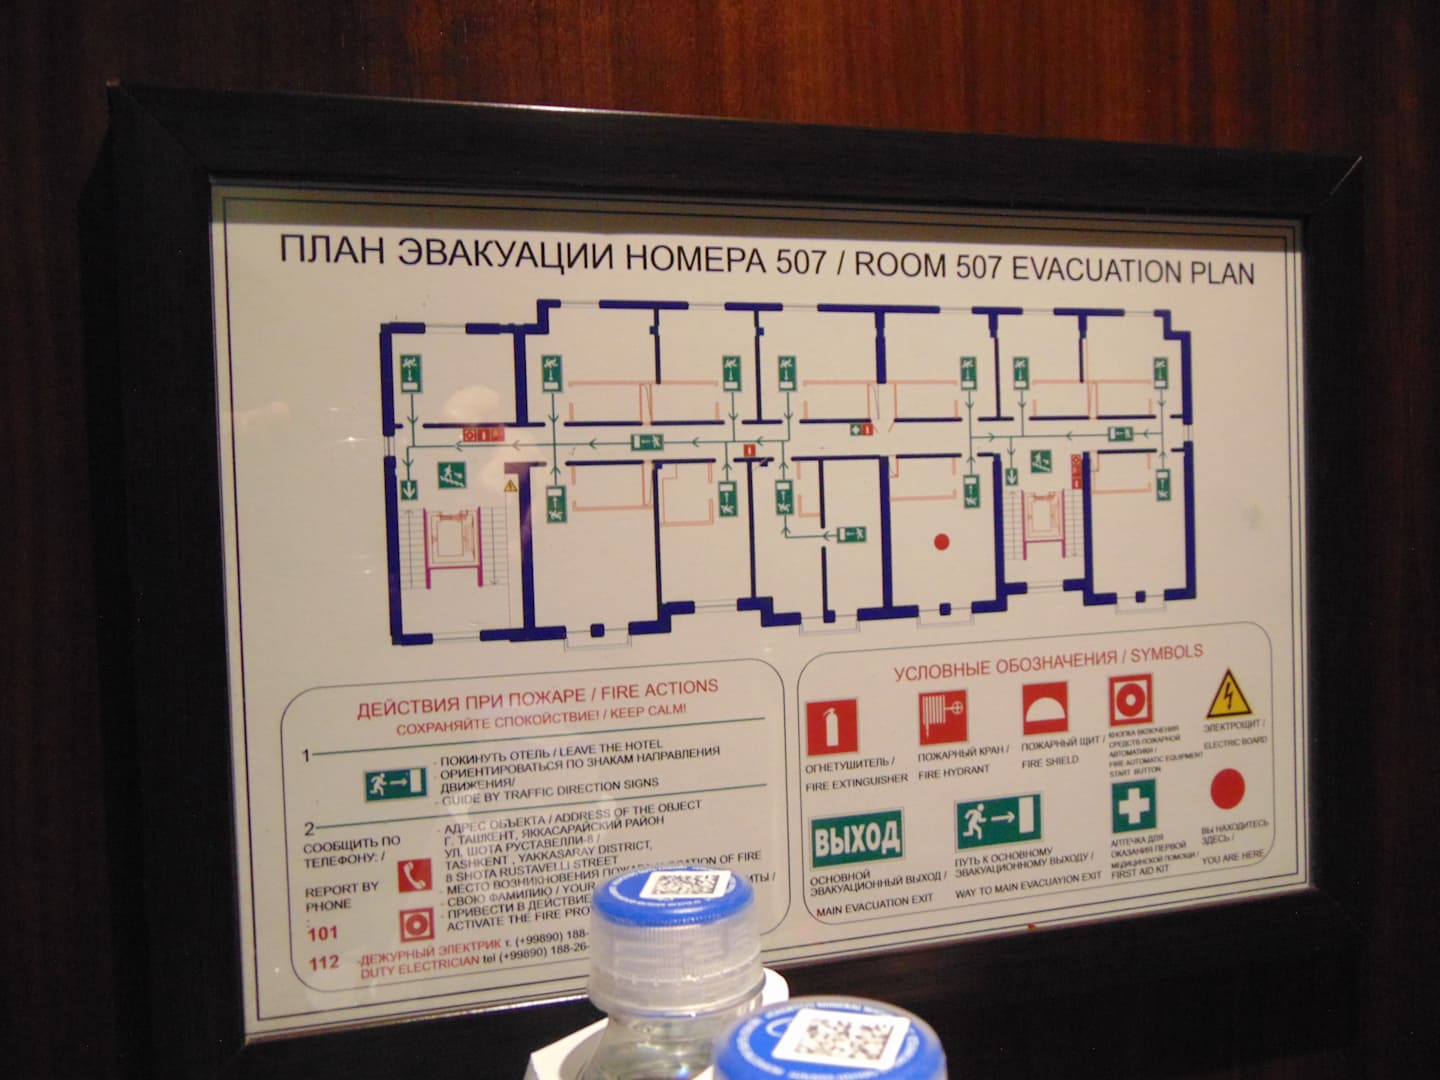 ПЛАН ЭВАКУАЦИИ НОМЕРА 507 / ROOM 507 EVACUATION PLAN
ДЕЙСТВИЯ ПРИ ПОЖАРЕ / FIRE ACTIONS
СОХРАНЯЙТЕ СПОКОЙСТВИЕ! / KEEP CALM!
1
- ПОКИНУТЬ ОТЕЛЬ / LEAVE THE HOTEL
- ОРИЕНТИРОВАТЬСЯ ПО ЗНАКАМ НАПРАВЛЕНИЯ
ДВИЖЕНИЯ/
- GUIDE BY TRAFFIC DIRECTION SIGNS
2
СООБЩИТЬ ПО
ТЕЛЕФОНУ: /
REPORT BY
PHONE
:
101
112
- АДРЕС ОБЪЕКТА / ADDRESS OF THE OBJECT
Г. ТАШКЕНТ, ЯККАСАРАЙСКИЙ РАЙОН
УЛ. ШОТА РУСТАВЕЛЛИ-8 /
TASHKENT , YAKKASARAY DISTRICT,
8 SHOTA RUSTAVELLI STREET
- МЕСТО ВОЗНИКНОВЕНИЯ OF FIRE
- СВОЮ ФАМИЛИЮ / YOUR
- ПРИВЕСТИ В ДЕЙСТВИЕ
ACTIVATE THE FIRE
-ДЕЖУРНЫЙ ЭЛЕКТРИК т. (+99890) 188-
DUTY ELECTRICIAN tel (+99890) 188-26-
УСЛОВНЫЕ ОБОЗНАЧЕНИЯ / SYMBOLS
ОГНЕТУШИТЕЛЬ /
FIRE EXTINGUISHER
ПОЖАРНЫЙ КРАН /
FIRE HYDRANT
ПОЖАРНЫЙ ЩИТ /
FIRE SHIELD
КНОПКА ВКЛЮЧЕНИЯ
СРЕДСТВ ПОЖАРНОЙ
АВТОМАТИКИ /
FIRE AUTOMATIC EQUIPMENT
START BUTTON
ЭЛЕКТРОЩИТ /
ELECTRIC BOARD
ВЫХОД
ОСНОВНОЙ
ЭВАКУАЦИОННЫЙ ВЫХОД /
MAIN EVACUATION EXIT
ПУТЬ К ОСНОВНОМУ
ЭВАКУАЦИОННОМУ ВЫХОДУ /
WAY TO MAIN EVACUAYION EXIT
АПТЕЧКА ДЛЯ
ОКАЗАНИЯ ПЕРВОЙ
МЕДИЦИНСКОЙ ПОМОЩИ /
FIRST AID KIT
ВЫ НАХОДИТЕСЬ
ЗДЕСЬ /
YOU ARE HERE